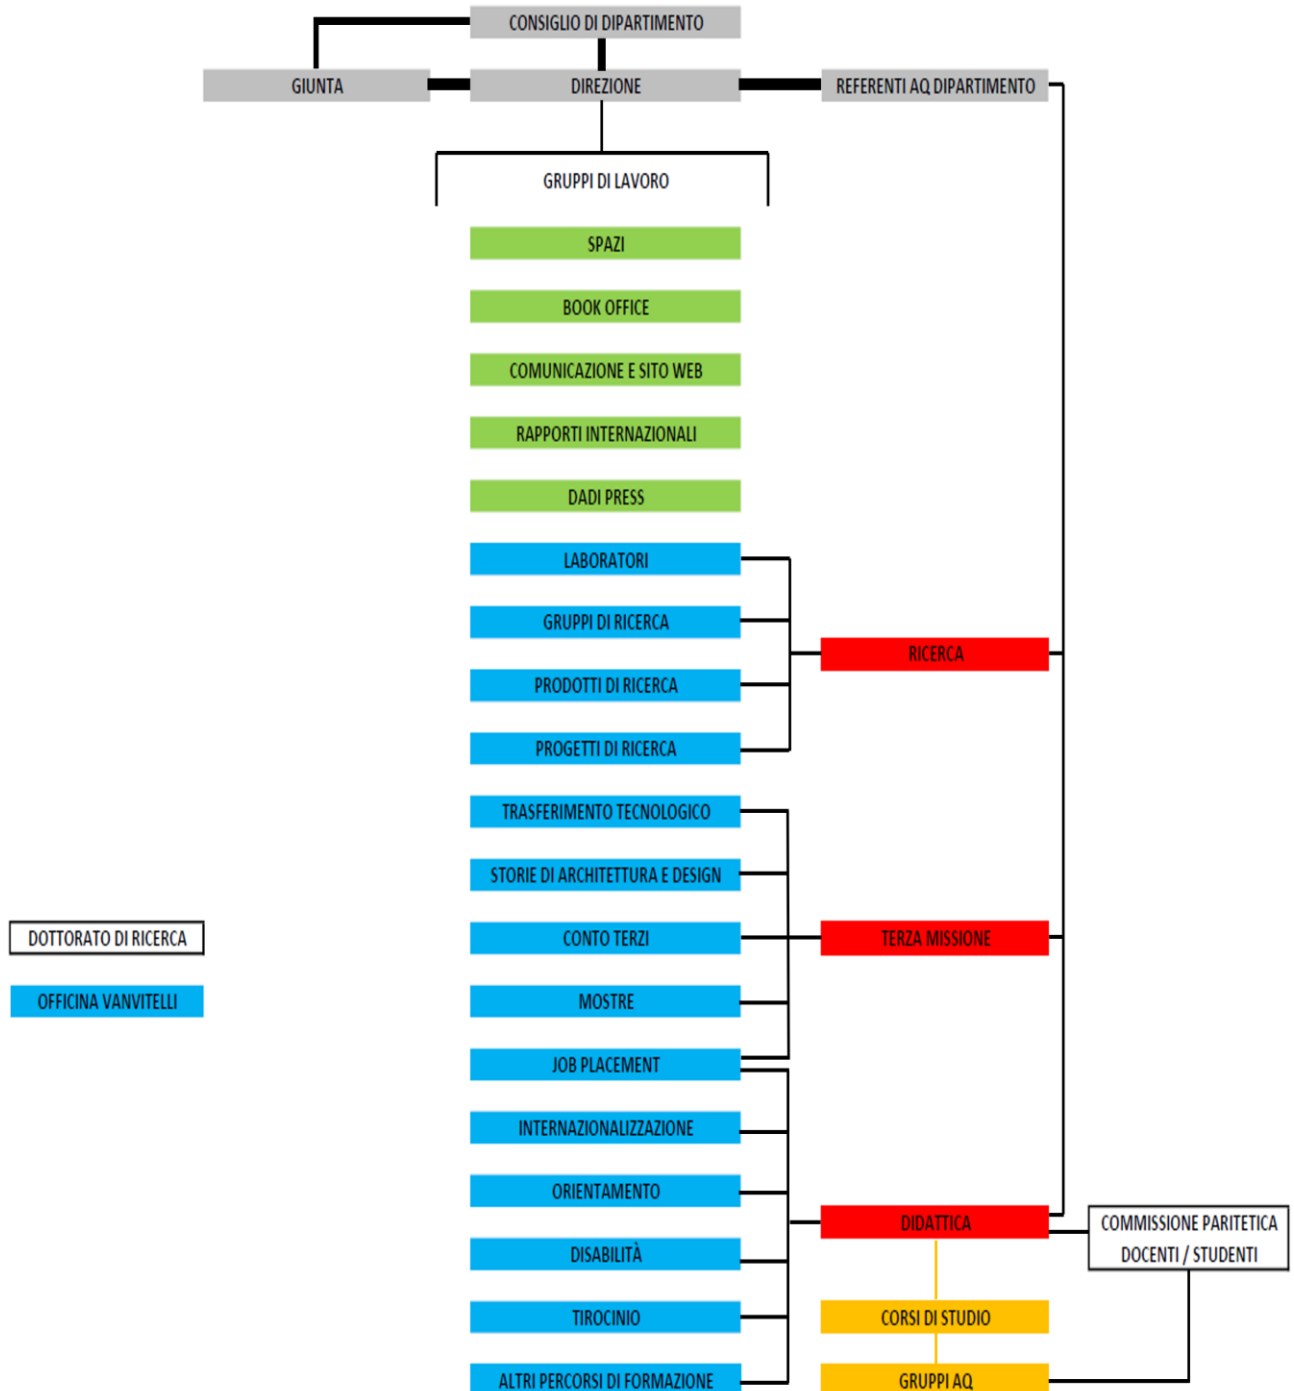 CONSIGLIO DI DIPARTIMENTO
GIUNTA
DIREZIONE
REFERENTI AQ DIPARTIMENTO
GRUPPI DI LAVORO
SPAZI
BOOK OFFICE
COMUNICAZIONE E SITO WEB
RAPPORTI INTERNAZIONALI
DADI PRESS
LABORATORI
GRUPPI DI RICERCA
RICERCA
PRODOTTI DI RICERCA
PROGETTI DI RICERCA
TRASFERIMENTO TECNOLOGICO
STORIE DI ARCHITETTURA E DESIGN
DOTTORATO DI RICERCA
CONTO TERZI
TERZA MISSIONE
OFFICINA VANVITELLI
MOSTRE
JOB PLACEMENT
INTERNAZIONALIZZAZIONE
ORIENTAMENTO
DIDATTICA
COMMISSIONE PARITETICA
DOCENTI / STUDENTI
DISABILITÀ
TIROCINIO
CORSI DI STUDIO
ALTRI PERCORSI DI FORMAZIONE
GRUPPI AQ